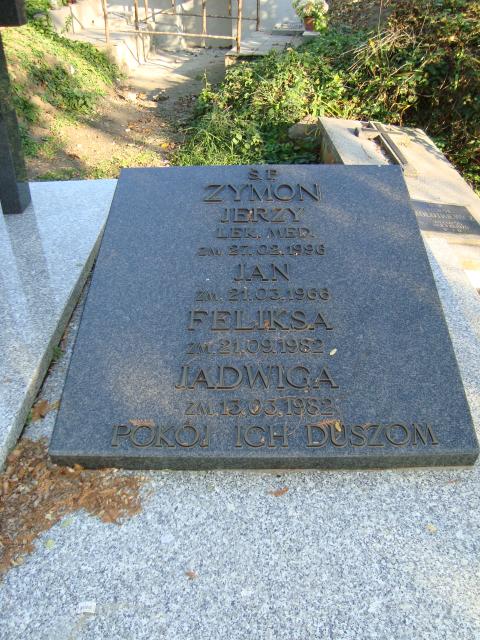 Ś.P.
ZYMON
JERZY
LEK. MED.
ZM. 27.02.1996
JAN
ZM. 21.03.1966
FELIKSA
ZM. 21.09.1982
JADWIGA
ZM. 13.03.1982
POKÓJ ICH DUSZOM